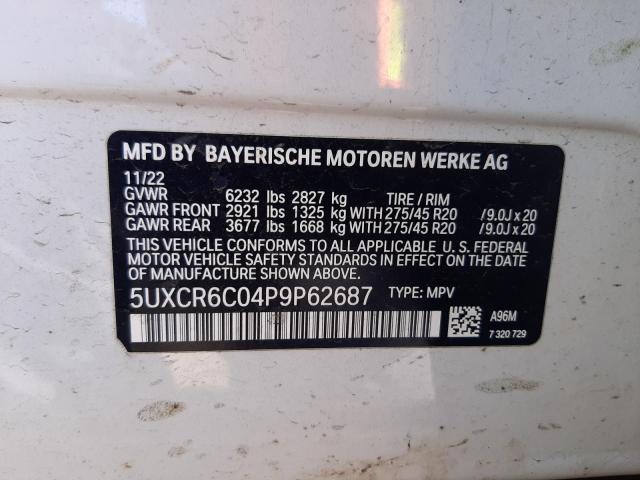 MFD BY BAYERISCHE MOTOREN WERKE AG
11/22
GVWR 6232 lbs 2827 kg TIRE / RIM
GAWR FRONT 2921 lbs 1325 kg WITH 275/45 R20 /9.0J x 20
GAWR REAR 3677 lbs 1668 kg WITH 275/45 R20 /9.0J x 20
THIS VEHICLE CONFORMS TO ALL APPLICABLE U. S. FEDERAL
MOTOR VEHICLE SAFETY STANDARDS IN EFFECT ON THE
DATE OF MANUFACTURE SHOWN ABOVE.
5UXCR6C04P9P62687 TYPE: MPV
A96M
7 320 729